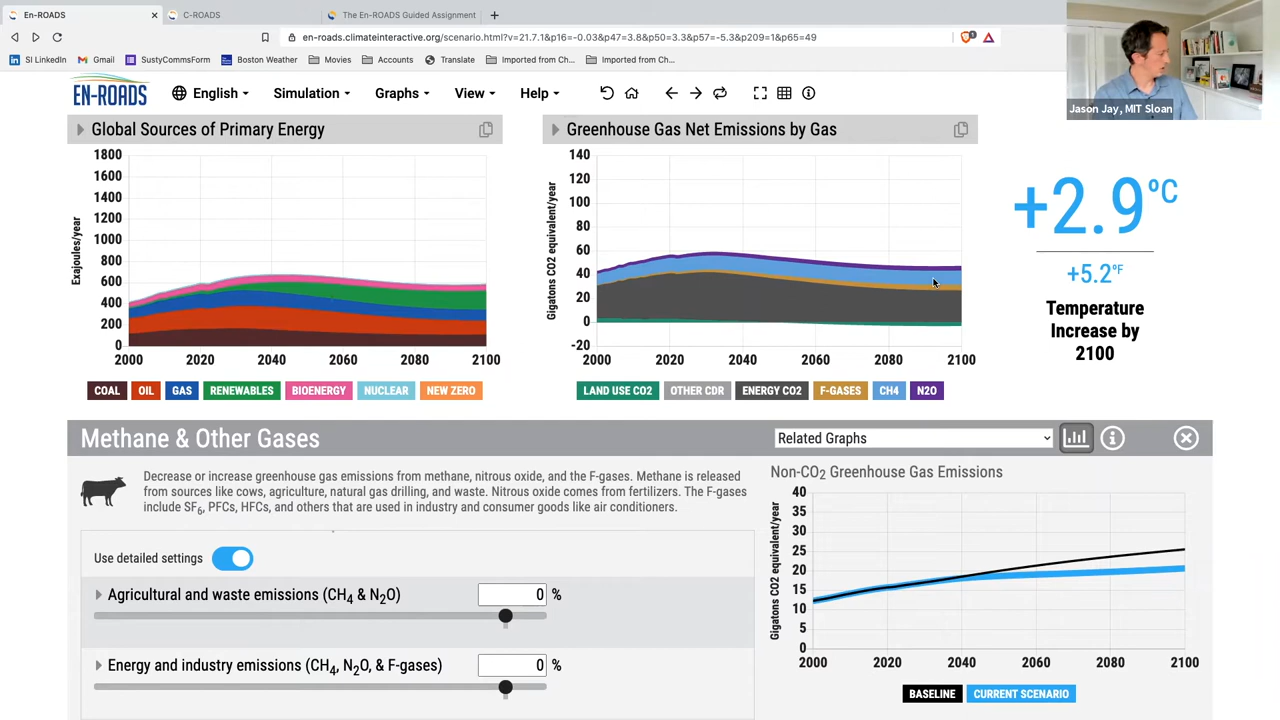 En-ROADS
C-ROADS
The En-ROADS Guided Assignment
en-roads.climateinteractive.org/scenario.html?v=21.7.1&p16=-0.03&p47=3.8&p50=3.3&p57=-5.3&p209=1&p65=49
SI LinkedIn
Gmail
SustyCommsForm
Boston Weather
Movies
Accounts
Translate
Imported from Ch...
Imported from Ch...
Jason Jay, MIT Sloan
EN-ROADS
English
Simulation
Graphs
View
Help
Global Sources of Primary Energy
Exajoules/year
1800
1600
1400
1200
1000
800
600
400
200
0
2000 2020 2040 2060 2080 2100
COAL OIL GAS RENEWABLES BIOENERGY NUCLEAR NEW ZERO
Greenhouse Gas Net Emissions by Gas
Gigatons CO2 equivalent/year
140
120
100
80
60
40
20
0
-20
2000 2020 2040 2060 2080 2100
LAND USE CO2 OTHER CDR ENERGY CO2 F-GASES CH4 N2O
+2.9°C
+5.2°F
Temperature
Increase by
2100
Methane & Other Gases
Related Graphs
Decrease or increase greenhouse gas emissions from methane, nitrous oxide, and the F-gases. Methane is released
from sources like cows, agriculture, natural gas drilling, and waste. Nitrous oxide comes from fertilizers. The F-gases
include SF₆, PFCs, HFCs, and others that are used in industry and consumer goods like air conditioners.
Use detailed settings
Agricultural and waste emissions (CH₄ & N₂O) 0 %
Energy and industry emissions (CH₄, N₂O, & F-gases) 0 %
Non-CO₂ Greenhouse Gas Emissions
Gigatons CO2 equivalent/year
40
35
30
25
20
15
10
5
0
2000 2020 2040 2060 2080 2100
BASELINE CURRENT SCENARIO